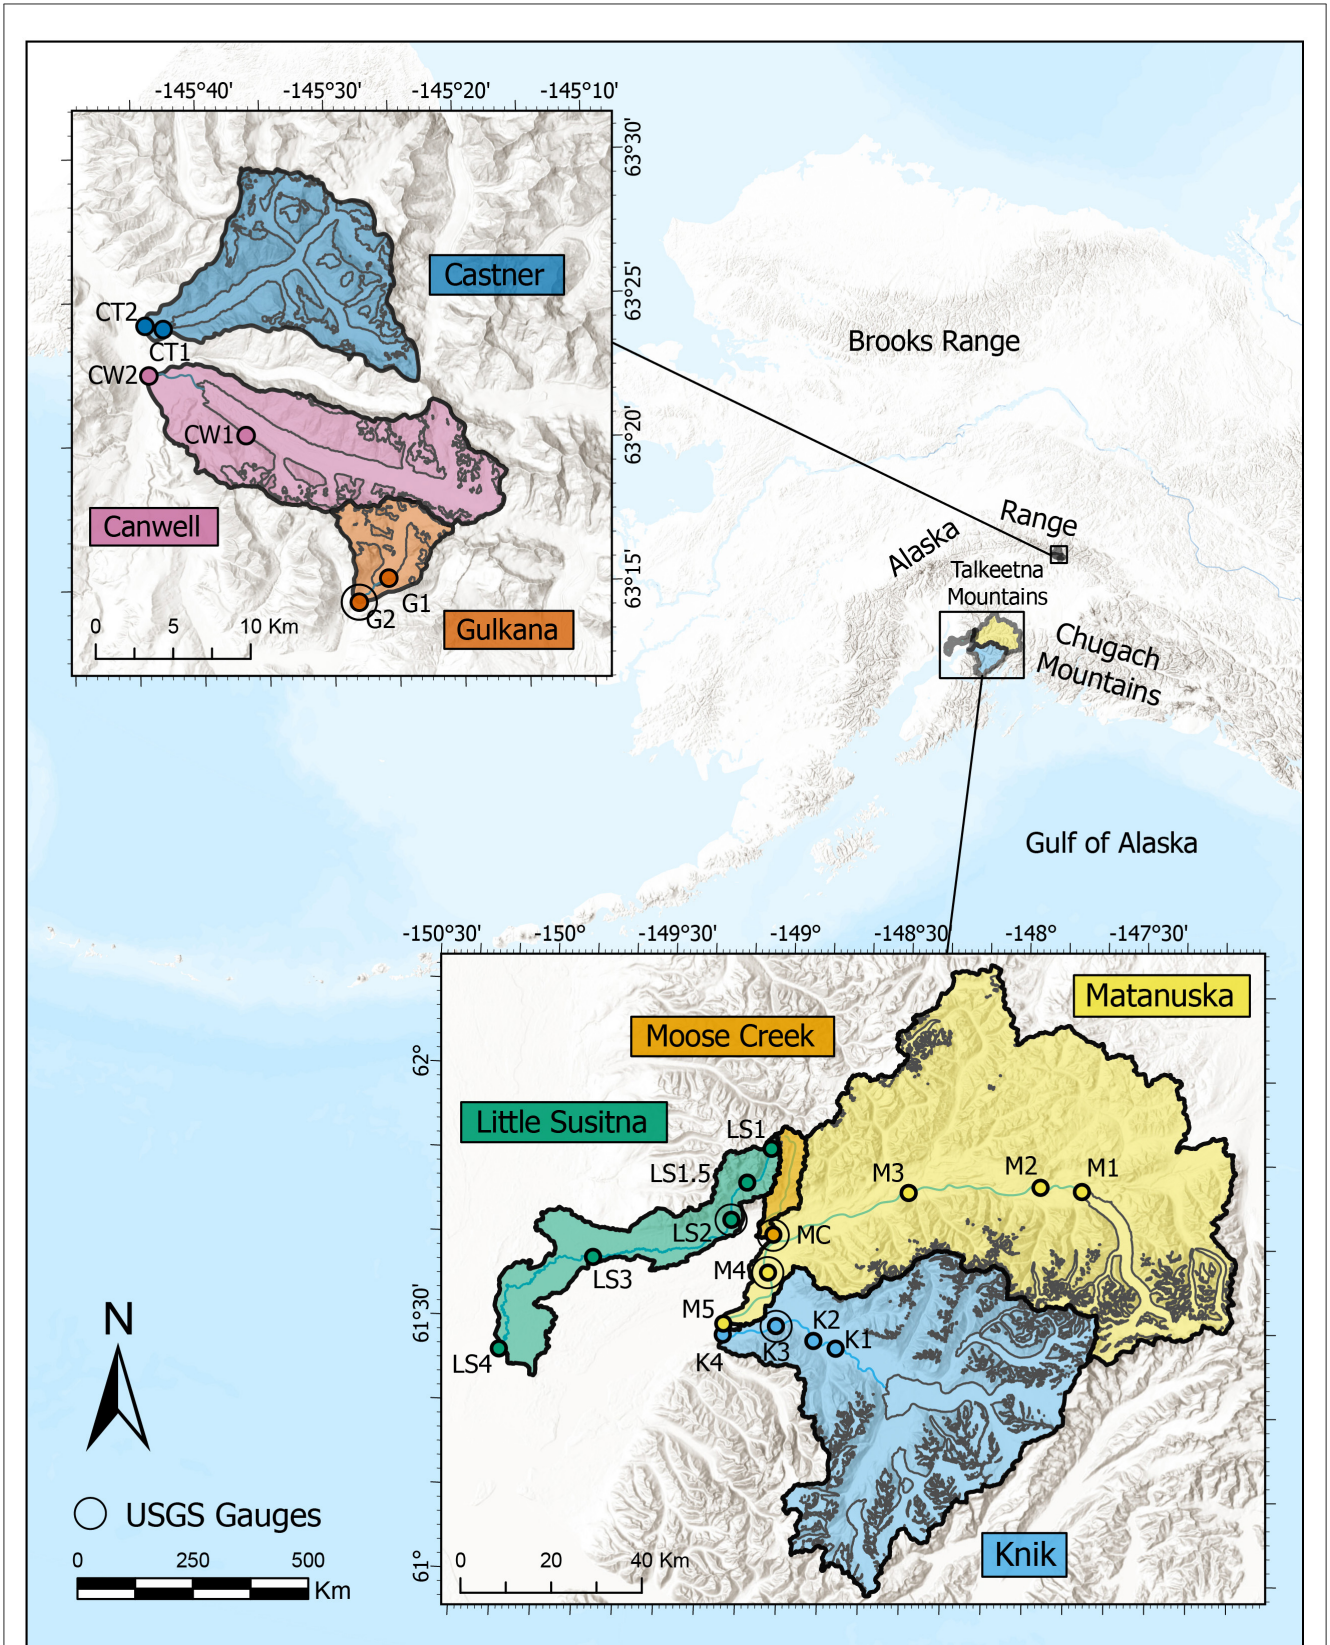 -145°40'
-145°30'
-145°20'
-145°10'
63°30'
63°25'
63°20'
63°15'
Castner
CT2
CT1
CW2
CW1
Canwell
G1
G2
Gulkana
0
5
10 Km
Brooks Range
Alaska
Range
Talkeetna
Mountains
Chugach
Mountains
Gulf of Alaska
-150°30'
-150°
-149°30'
-149°
-148°30'
-148°
-147°30'
62°
61°30'
61°
Matanuska
Moose Creek
Little Susitna
LS1
LS1.5
LS2
LS3
LS4
M3
M2
M1
MC
M4
M5
K2
K1
K3
K4
Knik
0
20
40 Km
N
USGS Gauges
0
250
500
Km